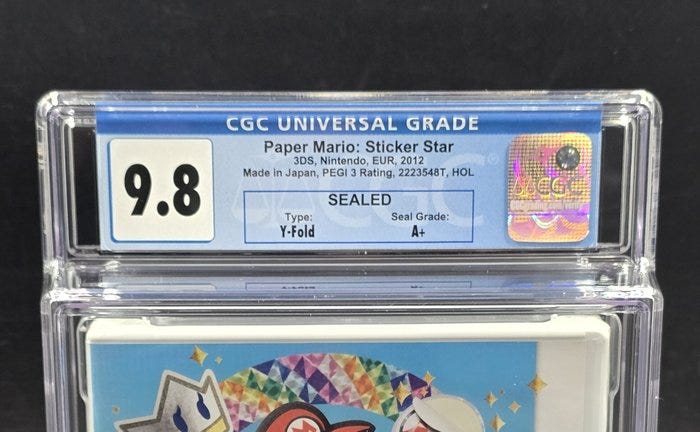 CGC UNIVERSAL GRADE
9.8
Paper Mario: Sticker Star
3DS, Nintendo, EUR, 2012
Made in Japan, PEGI 3 Rating, 2223548T, HOL
SEALED
Type: Seal Grade:
Y-Fold A+
CGC
M